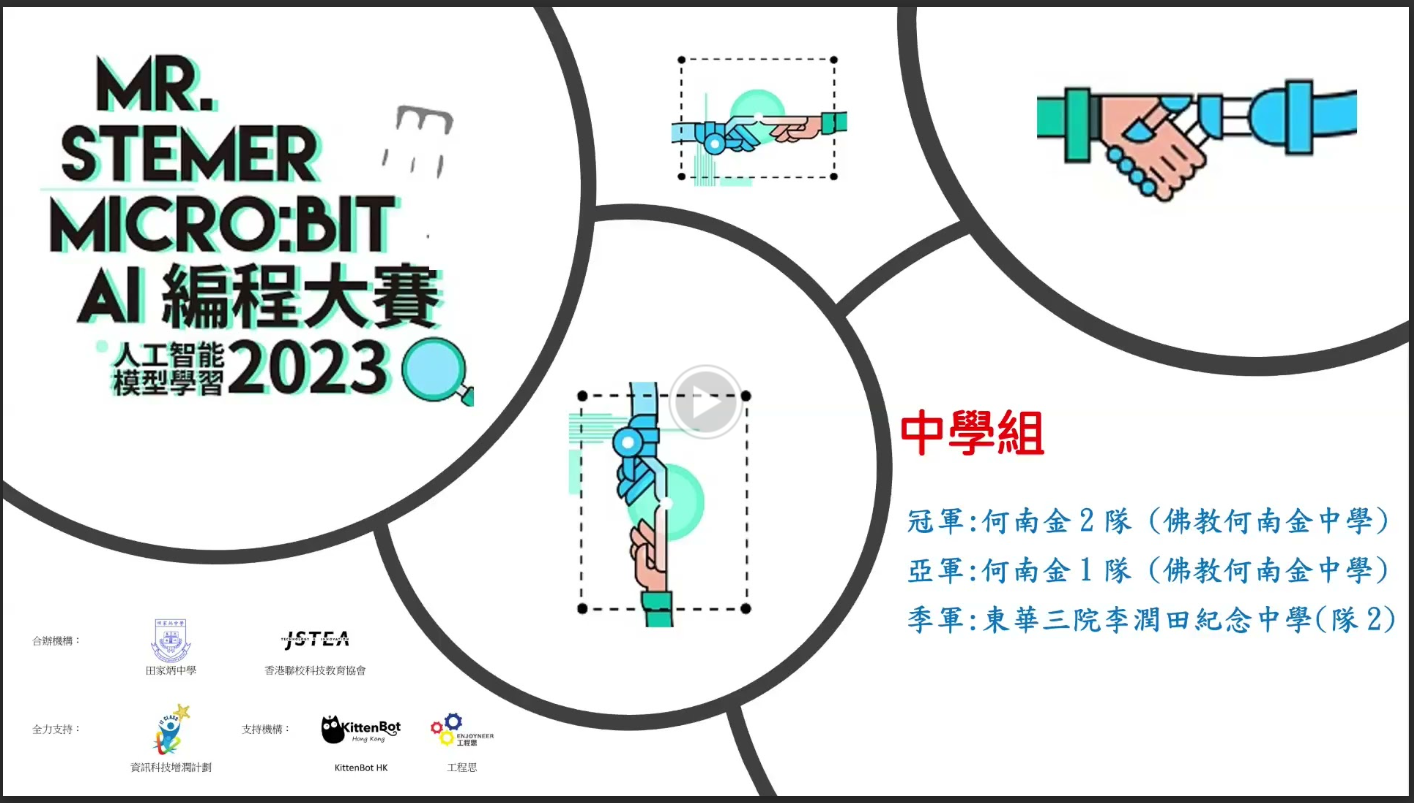 MR.
STEMER
MICRO:BIT
AI 編程大賽
人工智能
模型學習 2023
中學組
冠軍:何南金2隊 (佛教何南金中學)
亞軍:何南金1隊 (佛教何南金中學)
季軍:東華三院李潤田紀念中學(隊2)
合辦機構：
田家炳中學
JSTEA
香港聯校科技教育協會
全力支持：
資訊科技增潤計劃
支持機構：
KittenBot
Hong Kong
KittenBot HK
ENJOYNEER
工程思
工程思